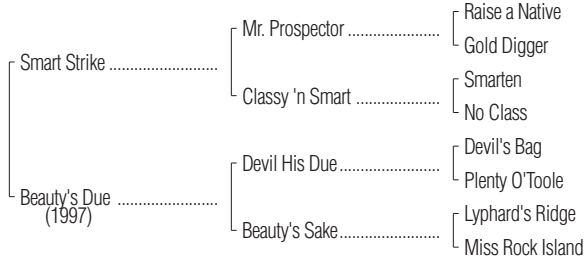 Raise a Native
Mr. Prospector ....................
Gold Digger
Smart Strike ..........................
Smarten
Classy 'n Smart ..................
No Class
Devil's Bag
Devil His Due ......................
Plenty O'Toole
Beauty's Due .......................
(1997)
Lyphard's Ridge
Beauty's Sake ......................
Miss Rock Island